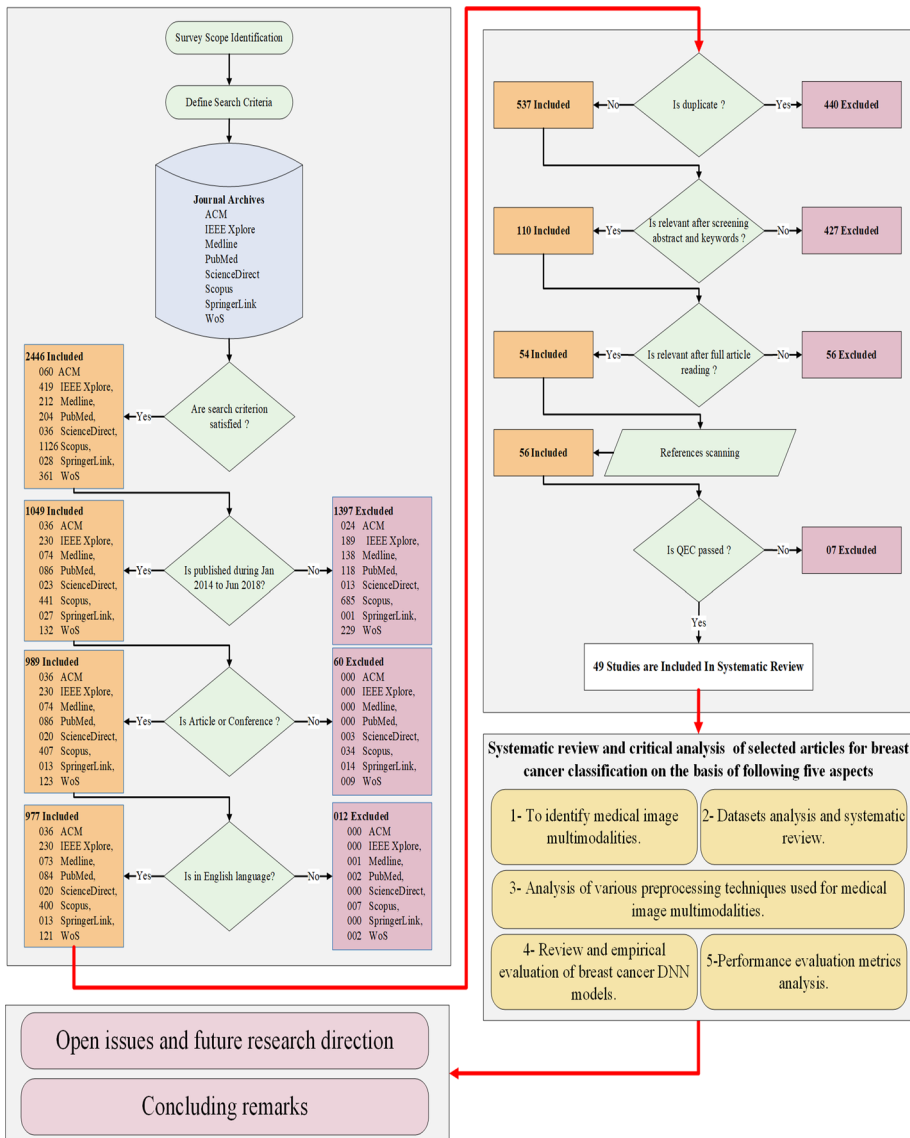 Survey Scope Identification
Define Search Criteria
Journal Archives
ACM
IEEE Xplore
Medline
PubMed
ScienceDirect
Scopus
SpringerLink
WoS
Are search criterion
satisfied ?
Yes
2446 Included
060 ACM
419 IEEE Xplore,
212 Medline,
204 PubMed,
036 ScienceDirect,
1126 Scopus,
028 SpringerLink,
361 WoS
Is published during Jan
2014 to Jun 2018?
Yes
No
1049 Included
036 ACM
230 IEEE Xplore,
074 Medline,
086 PubMed,
023 ScienceDirect,
441 Scopus,
027 SpringerLink,
132 WoS
1397 Excluded
024 ACM
189 IEEE Xplore,
138 Medline,
118 PubMed,
013 ScienceDirect,
685 Scopus,
001 SpringerLink,
229 WoS
Is Article or Conference ?
Yes
No
989 Included
036 ACM
230 IEEE Xplore,
074 Medline,
086 PubMed,
020 ScienceDirect,
407 Scopus,
013 SpringerLink,
123 WoS
60 Excluded
000 ACM
000 IEEE Xplore,
000 Medline,
000 PubMed,
003 ScienceDirect,
034 Scopus,
014 SpringerLink,
009 WoS
Is in English language?
Yes
No
977 Included
036 ACM
230 IEEE Xplore,
073 Medline,
084 PubMed,
020 ScienceDirect,
400 Scopus,
013 SpringerLink,
121 WoS
012 Excluded
000 ACM
000 IEEE Xplore,
001 Medline,
002 PubMed,
000 ScienceDirect,
007 Scopus,
000 SpringerLink,
002 WoS
537 Included
No
Is duplicate ?
Yes
440 Excluded
110 Included
Yes
Is relevant after screening
abstract and keywords ?
No
427 Excluded
54 Included
Yes
Is relevant after full article
reading ?
No
56 Excluded
56 Included
References scanning
Is QEC passed ?
No
07 Excluded
Yes
49 Studies are Included In Systematic Review
Systematic review and critical analysis of selected articles for breast
cancer classification on the basis of following five aspects
1- To identify medical image
multimodalities.
2- Datasets analysis and systematic
review.
3- Analysis of various preprocessing techniques used for medical
image multimodalities.
4- Review and empirical
evaluation of breast cancer DNN
models.
5-Performance evaluation metrics
analysis.
Open issues and future research direction
Concluding remarks